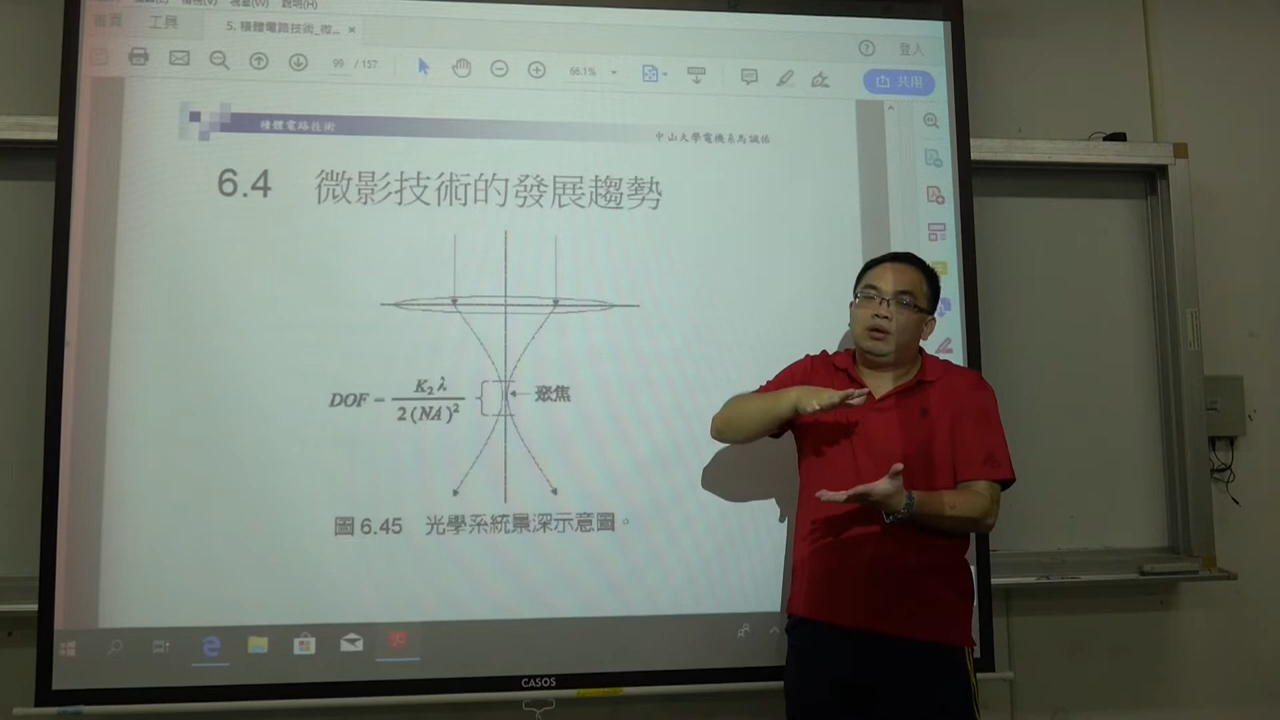 說明(H)
工具
5. 積體電路技術_微... ×
登入
99 / 157
66.1%
共用
積體電路技術
中山大學電機系馬誠佑
6.4 微影技術的發展趨勢
DOF = K₂λ / 2(NA)²
聚焦
圖 6.45 光學系統景深示意圖。
CASOS